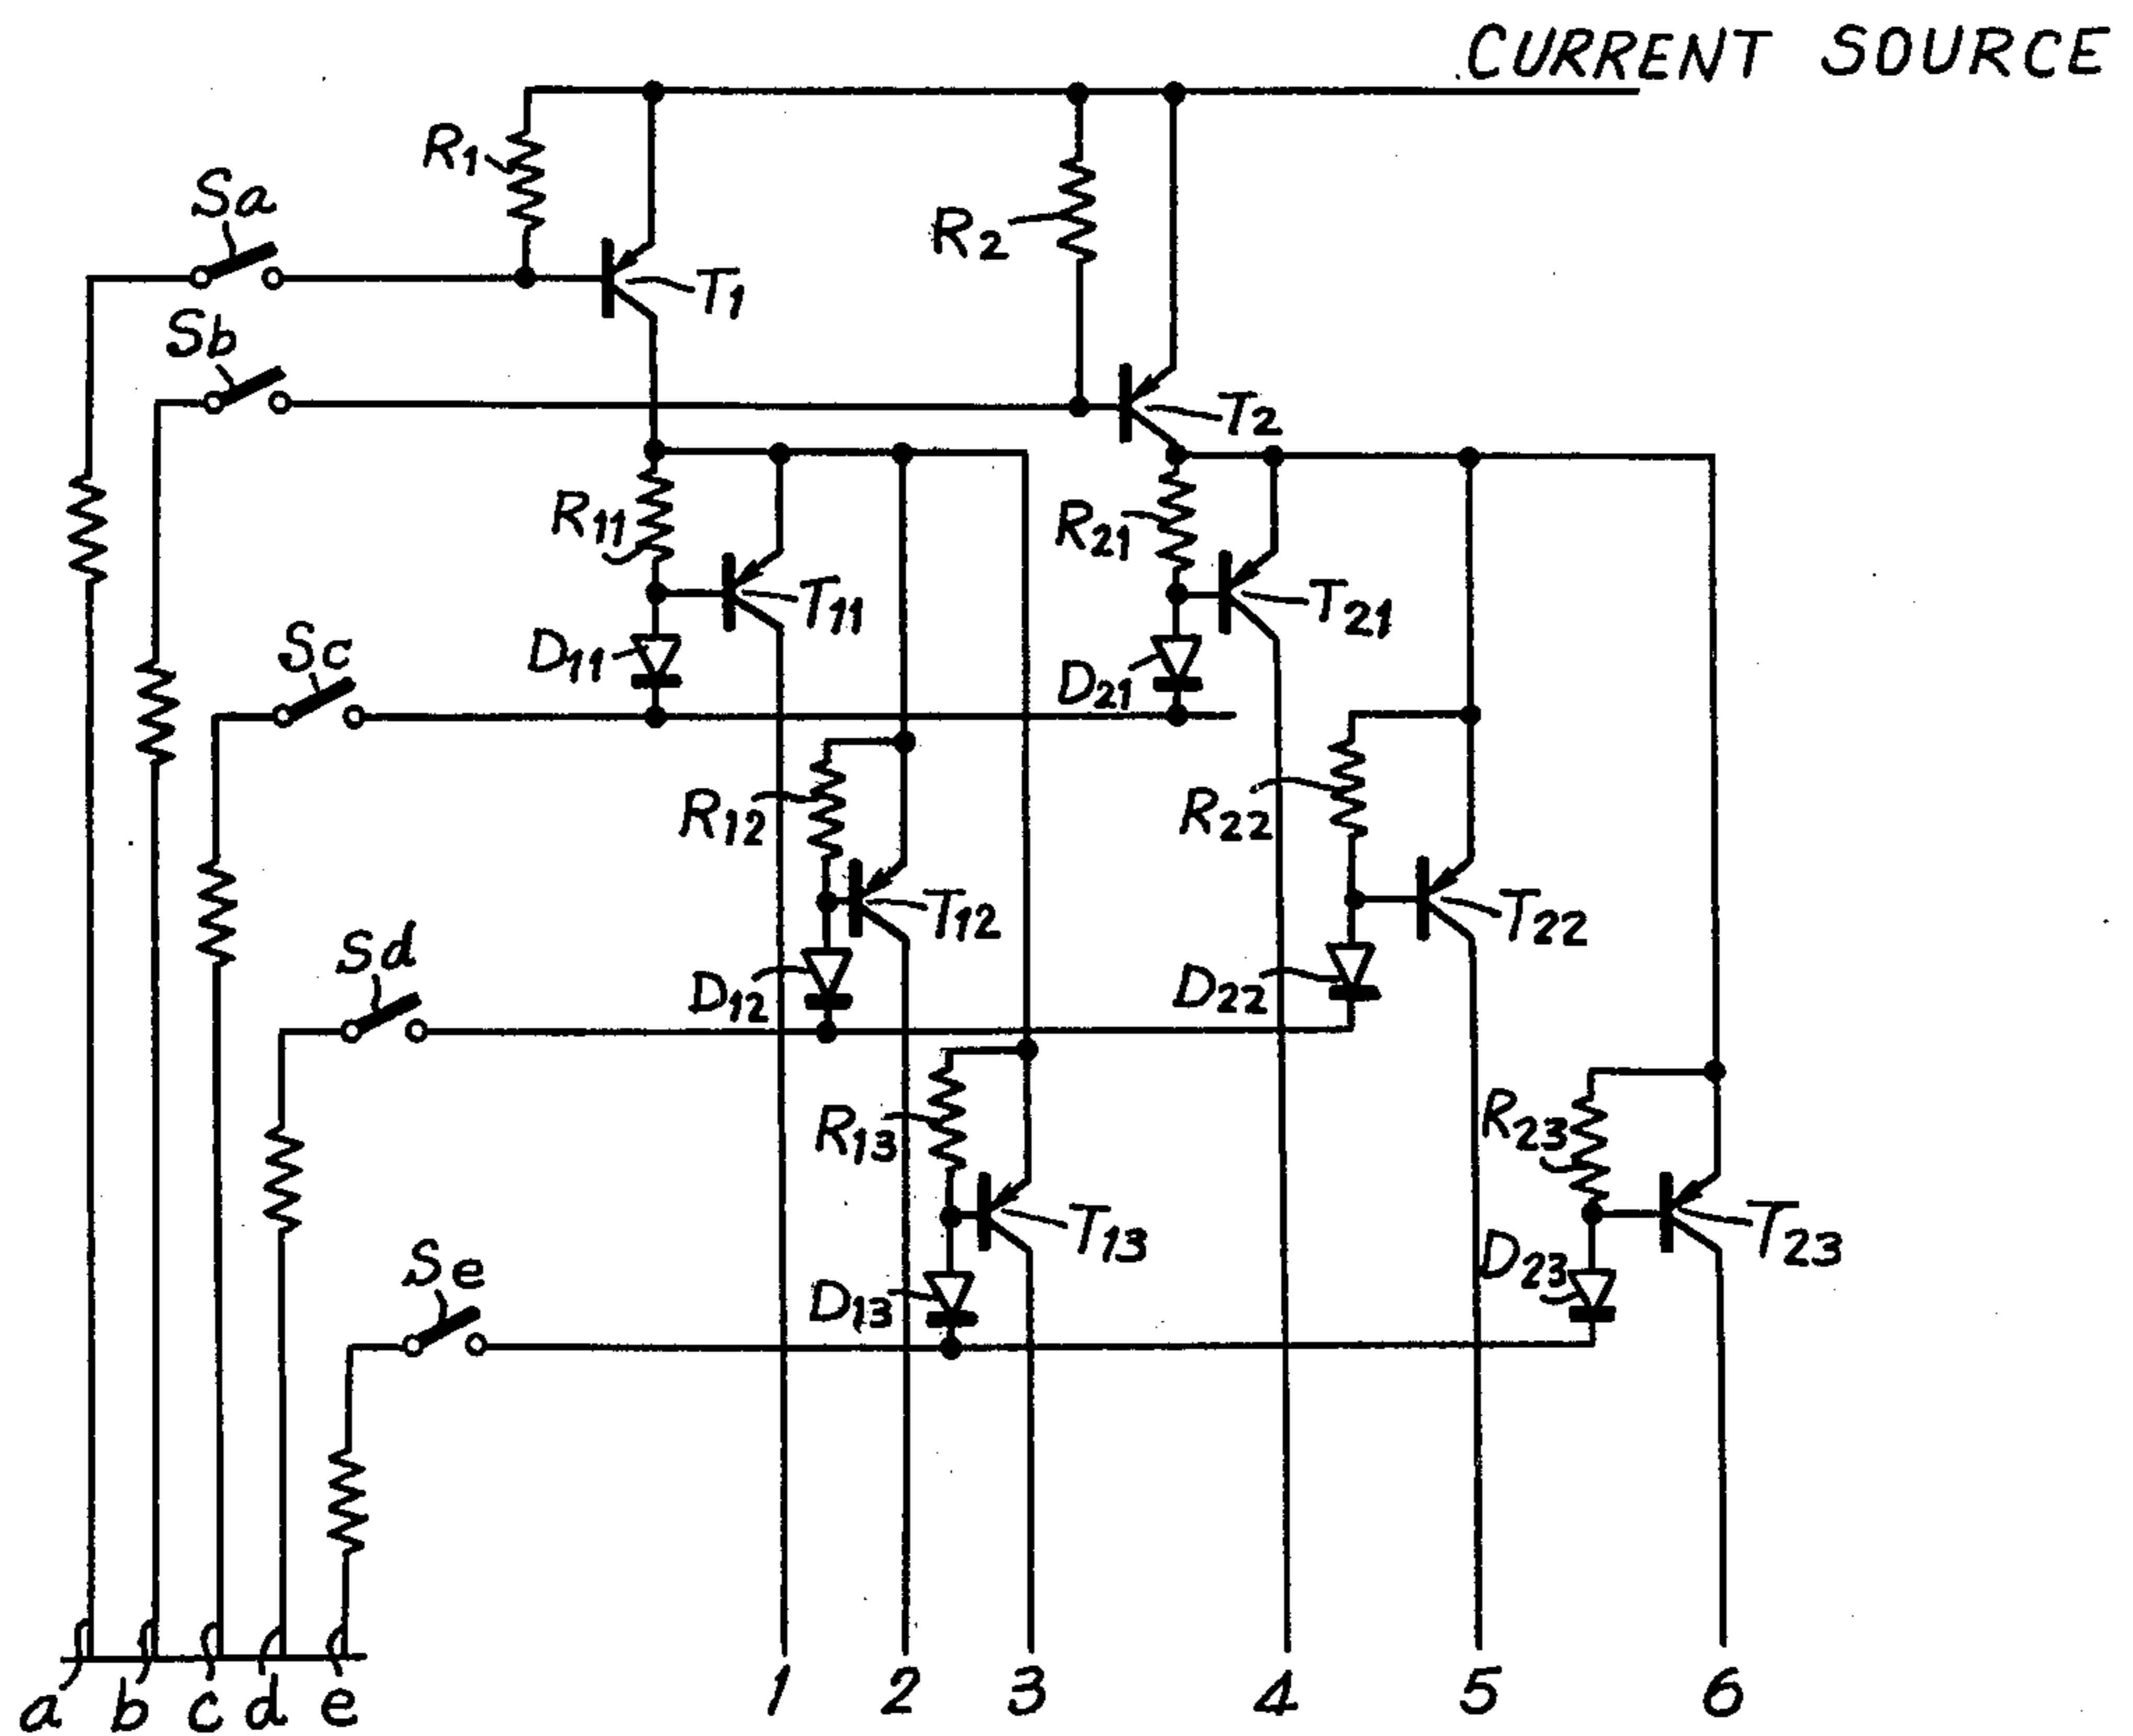 CURRENT SOURCE
R1
Sa
R2
T1
Sb
T2
R11
R21
T11
T21
Sc
D11
D21
R12
R22
T12
T22
Sd
D12
D22
R13
R23
T13
T23
Se
D23
D13
a b c d e 1 2 3 4 5 6